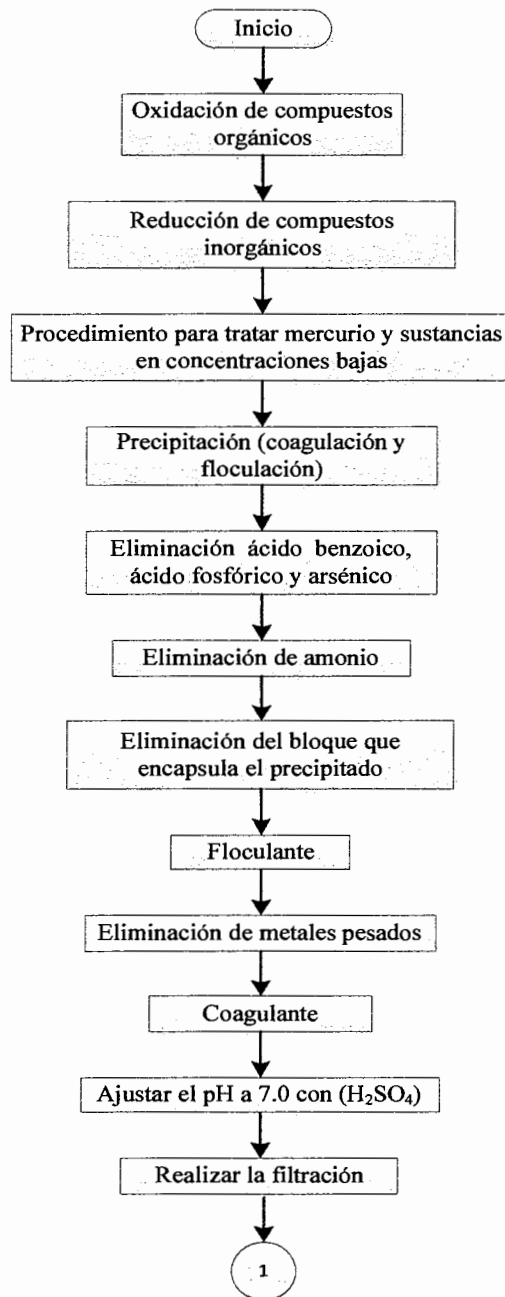 Inicio
Oxidación de compuestos
orgánicos
Reducción de compuestos
inorgánicos
Procedimiento para tratar mercurio y sustancias
en concentraciones bajas
Precipitación (coagulación y
floculación)
Eliminación ácido benzoico,
ácido fosfórico y arsénico
Eliminación de amonio
Eliminación del bloque que
encapsula el precipitado
Floculante
Eliminación de metales pesados
Coagulante
Ajustar el pH a 7.0 con (H₂SO₄)
Realizar la filtración
1